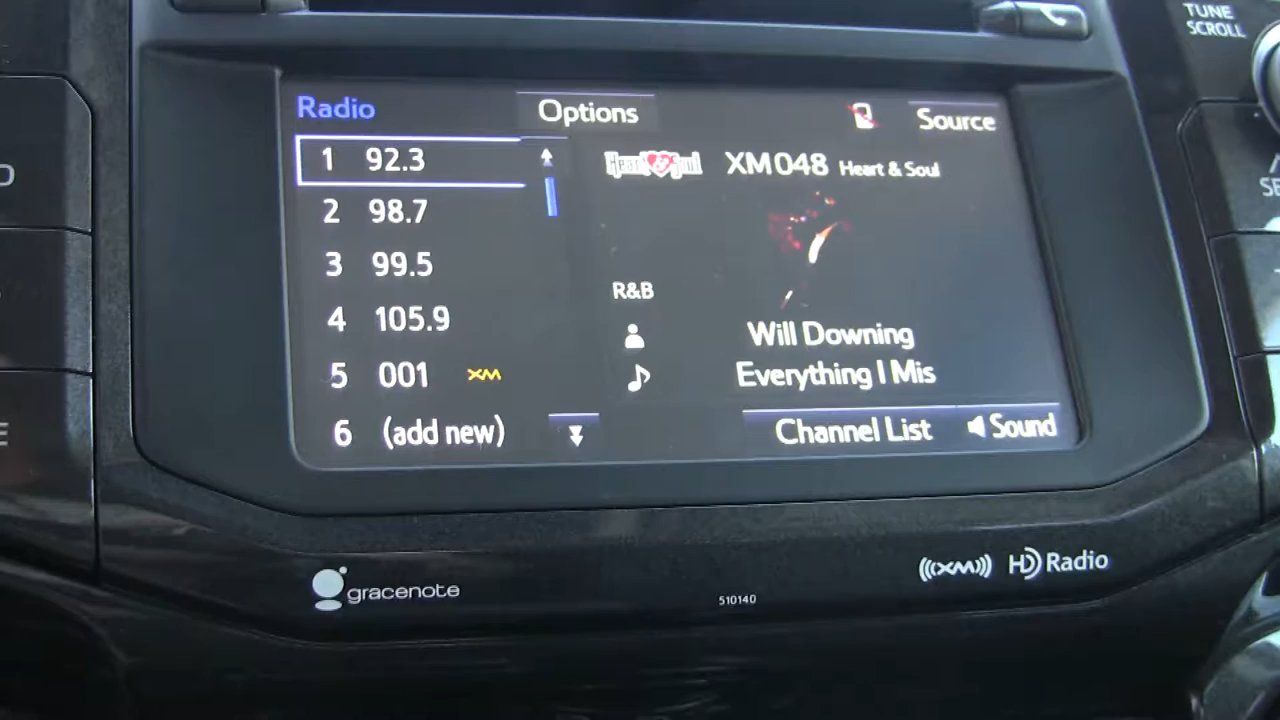 TUNE
SCROLL
Radio
Options
Source
1 92.3
2 98.7
3 99.5
4 105.9
5 001 XM
6 (add new)
Heart & Soul
XM048 Heart & Soul
R&B
Will Downing
Everything I Mis
Channel List
Sound
gracenote
510140
((XM)) HD Radio